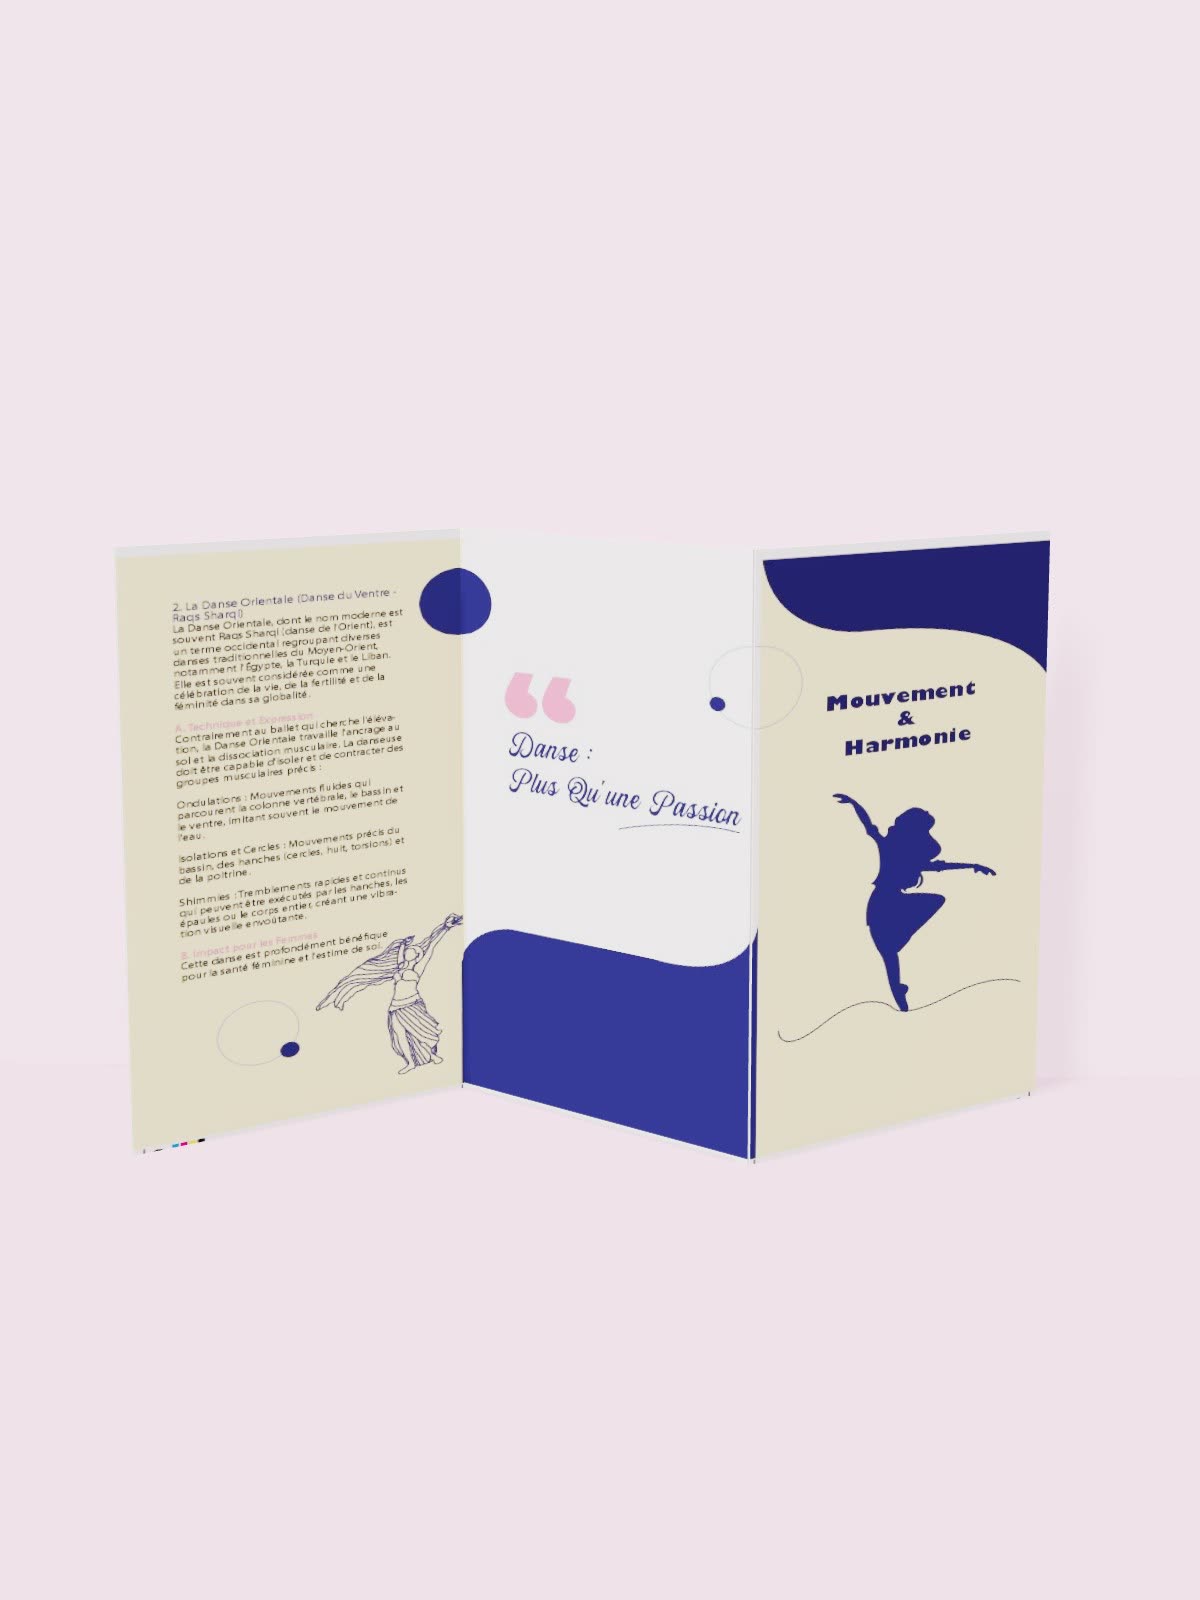 2. La Danse Orientale (Danse du Ventre -
Raqs Sharqi)
La Danse Orientale, dont le nom moderne est
souvent Raqs Sharqi (danse de l'Orient), est
un terme occidental regroupant diverses
danses traditionnelles du Moyen-Orient,
notamment l'Égypte, la Turquie et le Liban.
Elle est souvent considérée comme une
célébration de la vie, de la fertilité et de la
féminité dans sa globalité.
A. Technique et Expression
Contrairement au ballet qui cherche l'éléva-
tion, la Danse Orientale travaille l'ancrage au
sol et la dissociation musculaire. La danseuse
doit être capable d'isoler et de contracter des
groupes musculaires précis :
Ondulations : Mouvements fluides qui
parcourent la colonne vertébrale, le bassin et
le ventre, imitant souvent le mouvement de
l'eau.
Isolations et Cercles : Mouvements précis du
bassin, des hanches (cercles, huit, torsions) et
de la poitrine.
Shimmies : Tremblements rapides et continus
qui peuvent être exécutés par les hanches, les
épaules ou le corps entier, créant une vibra-
tion visuelle envoûtante.
B. Impact pour les Femmes
Cette danse est profondément bénéfique
pour la santé féminine et l'estime de soi.
“
Danse :
Plus Qu'une Passion
Mouvement
&
Harmonie